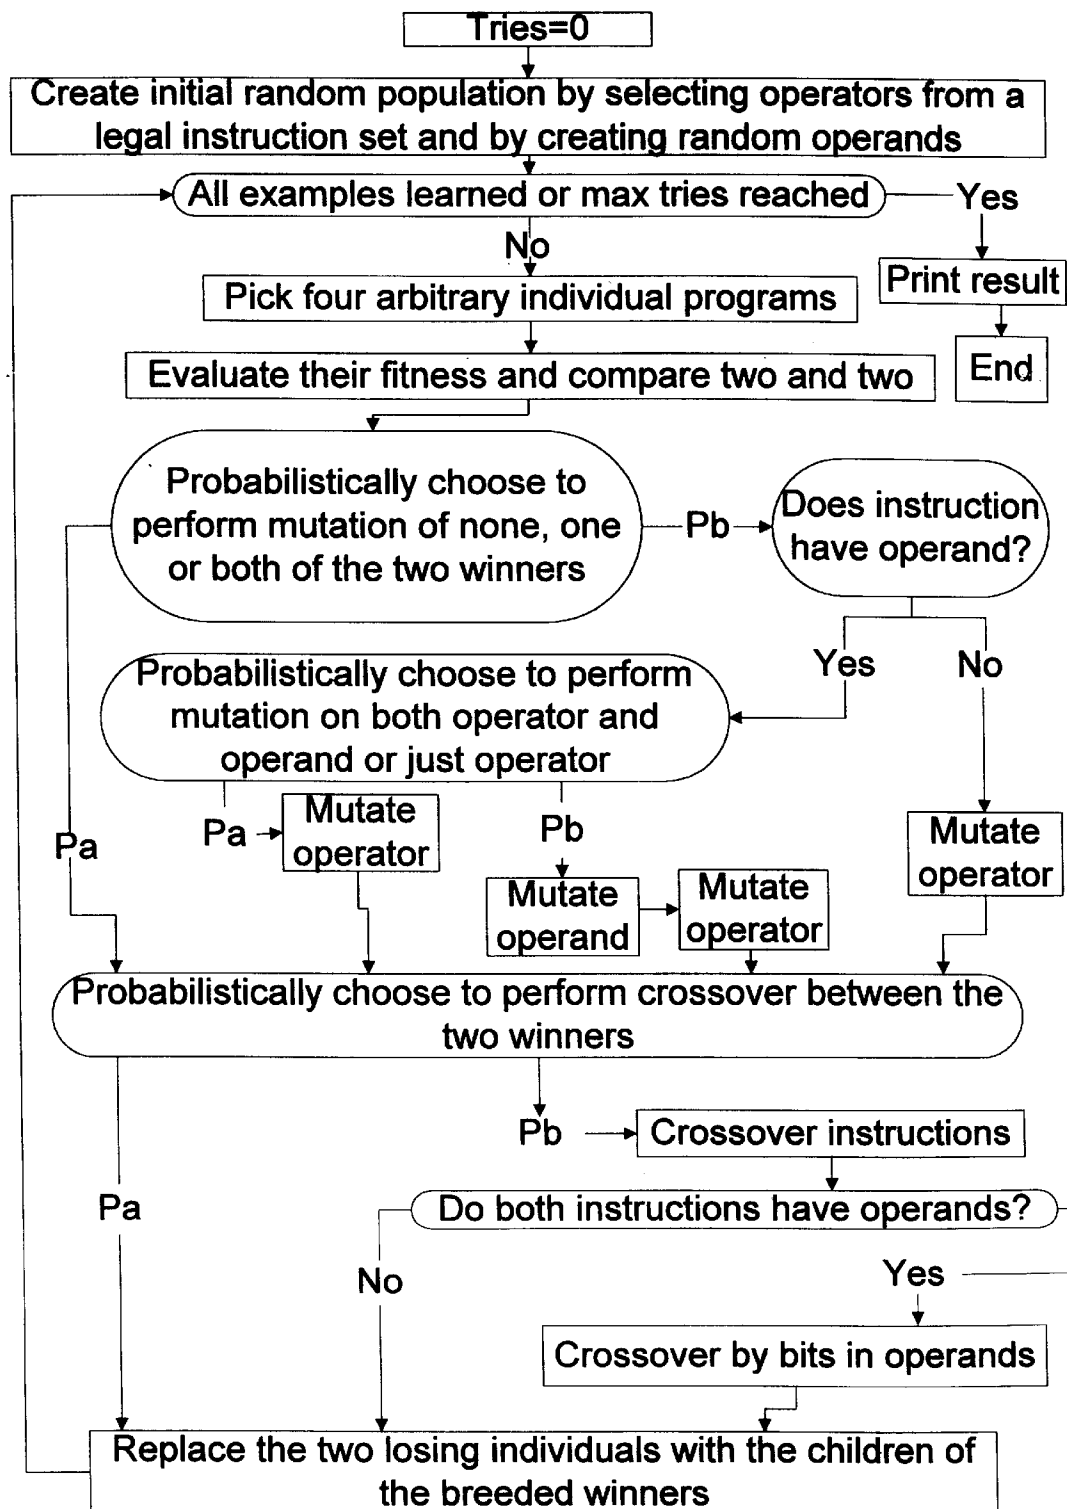 Tries=0
Create initial random population by selecting operators from a
legal instruction set and by creating random operands
All examples learned or max tries reached
Yes
No
Print result
Pick four arbitrary individual programs
End
Evaluate their fitness and compare two and two
Probabilistically choose to
perform mutation of none, one
or both of the two winners
Pb
Does instruction
have operand?
Yes
No
Probabilistically choose to perform
mutation on both operator and
operand or just operator
Pa
Pa
Mutate
operator
Pb
Mutate
operator
Mutate
operand
Mutate
operator
Probabilistically choose to perform crossover between the
two winners
Pb
Crossover instructions
Pa
Do both instructions have operands?
No
Yes
Crossover by bits in operands
Replace the two losing individuals with the children of
the breeded winners